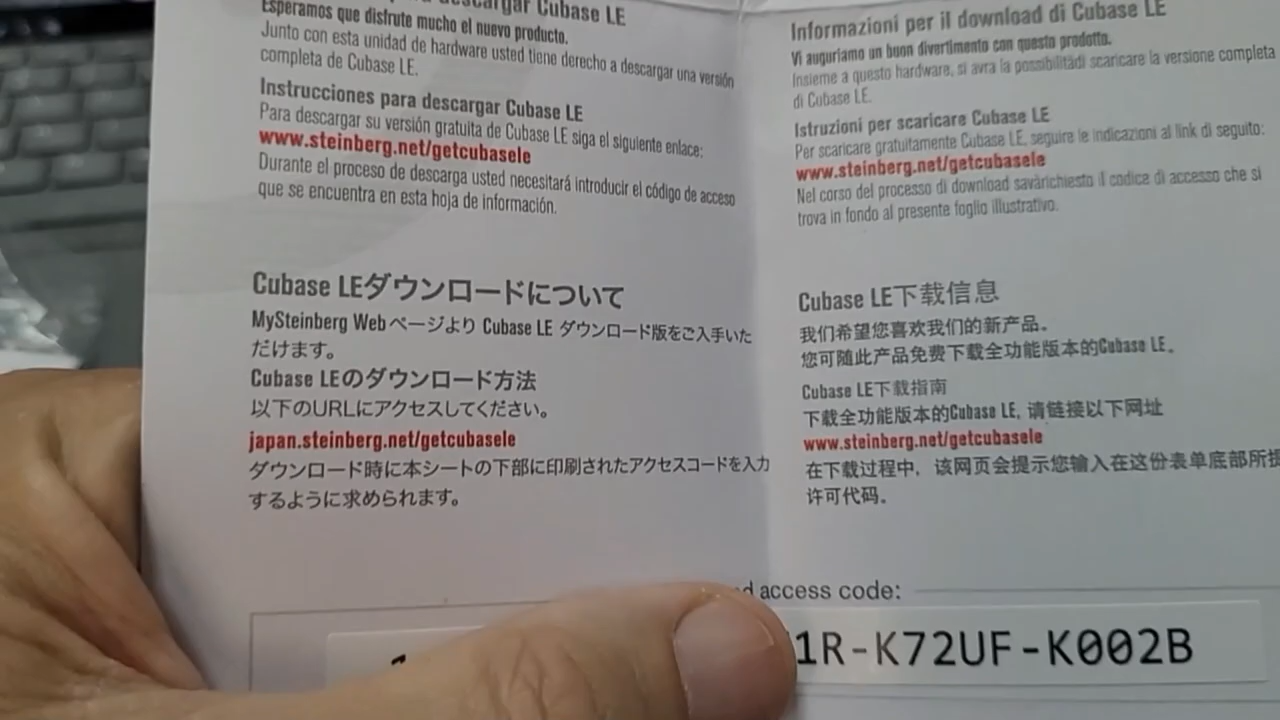 descargar Cubase LE
Esperamos que disfrute mucho el nuevo producto.
Junto con esta unidad de hardware usted tiene derecho a descargar una versión
completa de Cubase LE.
Instrucciones para descargar Cubase LE
Para descargar su versión gratuita de Cubase LE siga el siguiente enlace:
www.steinberg.net/getcubasele
Durante el proceso de descarga usted necesitará introducir el código de acceso
que se encuentra en esta hoja de información.
Informazioni per il download di Cubase LE
Vi auguriamo un buon divertimento con questo prodotto.
Insieme a questo hardware, si avra la possibilitàdi scaricare la versione completa
di Cubase LE.
Istruzioni per scaricare Cubase LE
Per scaricare gratuitamente Cubase LE, seguire le indicazioni al link di seguito:
www.steinberg.net/getcubasele
Nel corso del processo di download savàrichiesto il codice di accesso che si
trova in fondo al presente foglio illustrativo.
Cubase LEダウンロードについて
MySteinberg Webページより Cubase LE ダウンロード版をご入手いた
だけます。
Cubase LEのダウンロード方法
以下のURLにアクセスしてください。
japan.steinberg.net/getcubasele
ダウンロード時に本シートの下部に印刷されたアクセスコードを入力
するように求められます。
Cubase LE下载信息
我们希望您喜欢我们的新产品。
您可随此产品免费下载全功能版本的Cubase LE。
Cubase LE下载指南
下载全功能版本的Cubase LE, 请链接以下网址
www.steinberg.net/getcubasele
在下载过程中，该网页会提示您输入在这份表单底部所提
许可代码。
access code:
1R-K72UF-K002B